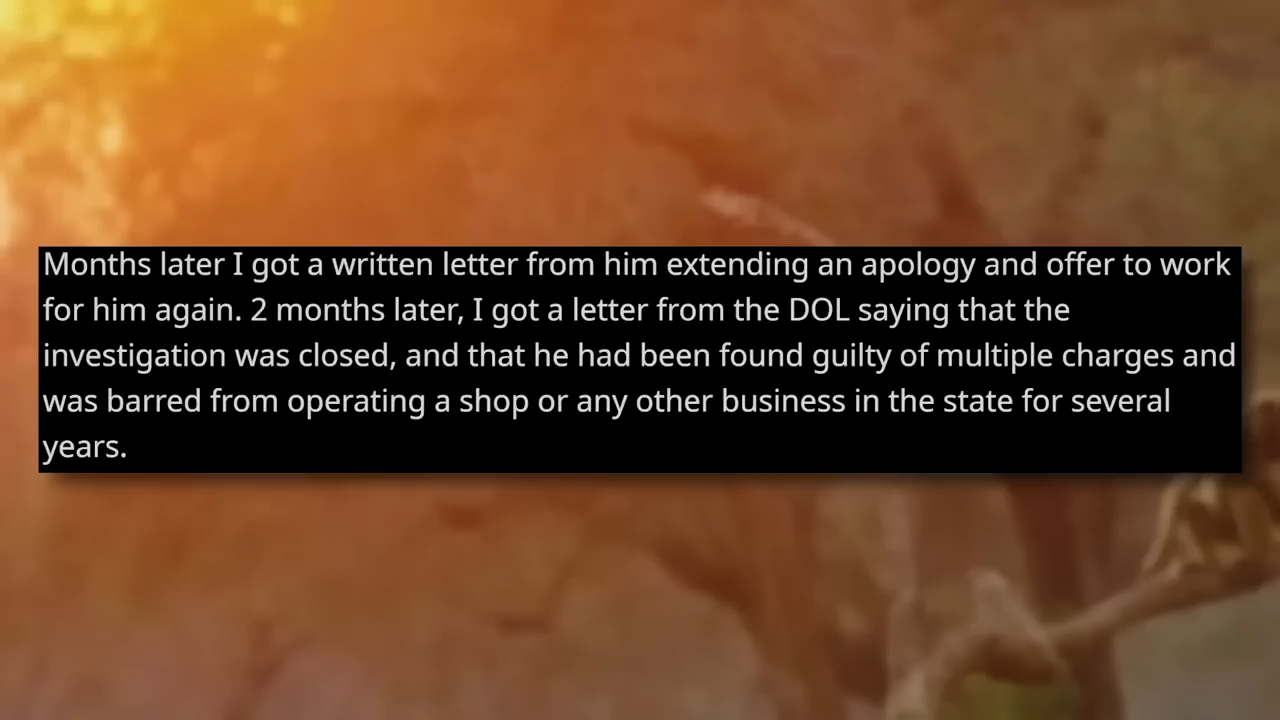 Months later I got a written letter from him extending an apology and offer to work
for him again. 2 months later, I got a letter from the DOL saying that the
investigation was closed, and that he had been found guilty of multiple charges and
was barred from operating a shop or any other business in the state for several
years.